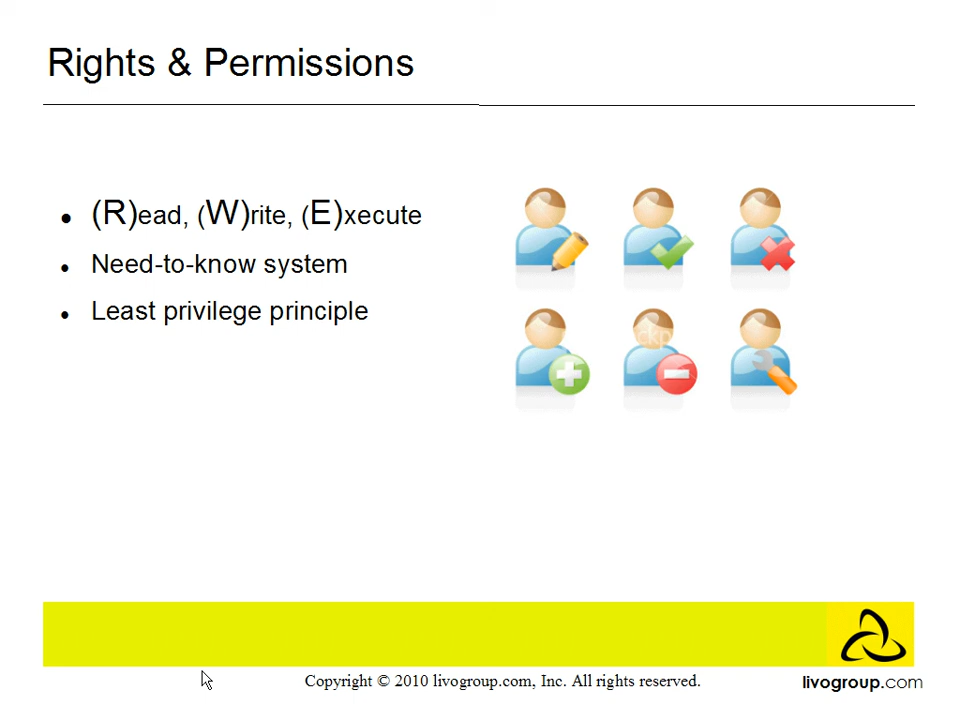 Rights & Permissions
(R)ead, (W)rite, (E)xecute
Need-to-know system
Least privilege principle
Copyright © 2010 livogroup.com, Inc. All rights reserved.
livogroup.com